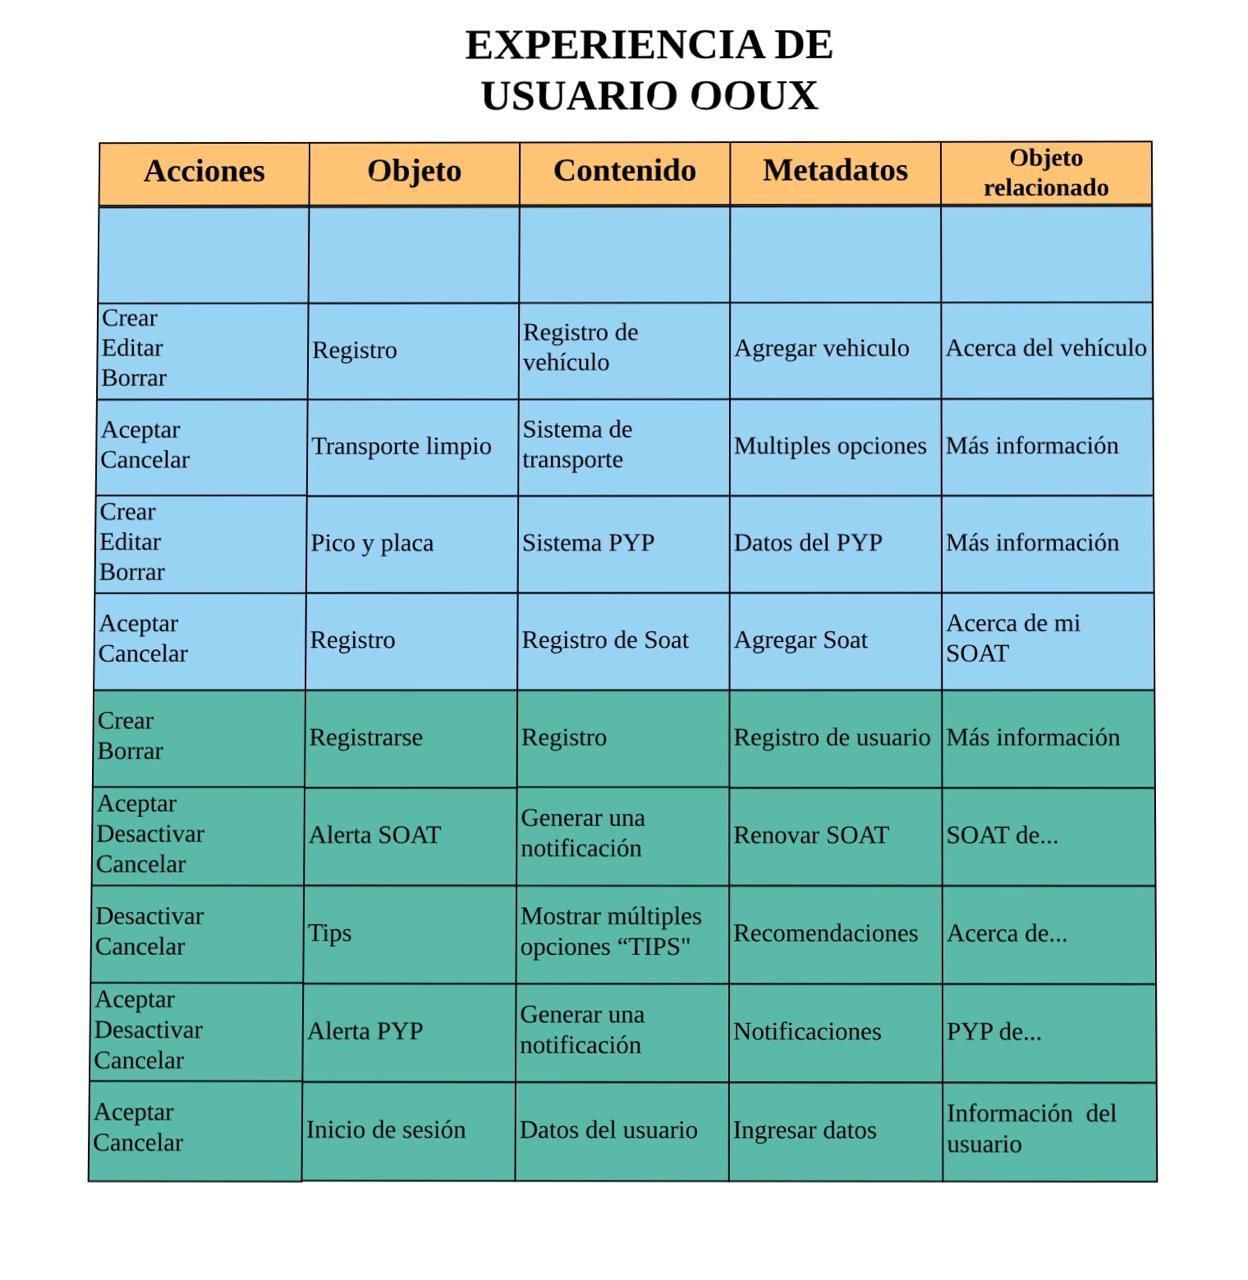 EXPERIENCIA DE
USUARIO OOUX
Acciones Objeto Contenido Metadatos Objeto relacionado
Crear
Editar
Borrar
Registro
Registro de
vehículo
Agregar vehiculo
Acerca del vehículo
Aceptar
Cancelar
Transporte limpio
Sistema de
transporte
Multiples opciones
Más información
Crear
Editar
Borrar
Pico y placa
Sistema PYP
Datos del PYP
Más información
Aceptar
Cancelar
Registro
Registro de Soat
Agregar Soat
Acerca de mi
SOAT
Crear
Borrar
Registrarse
Registro
Registro de usuario
Más información
Aceptar
Desactivar
Cancelar
Alerta SOAT
Generar una
notificación
Renovar SOAT
SOAT de...
Desactivar
Cancelar
Tips
Mostrar múltiples
opciones “TIPS"
Recomendaciones
Acerca de...
Aceptar
Desactivar
Cancelar
Alerta PYP
Generar una
notificación
Notificaciones
PYP de...
Aceptar
Cancelar
Inicio de sesión
Datos del usuario
Ingresar datos
Información  del
usuario